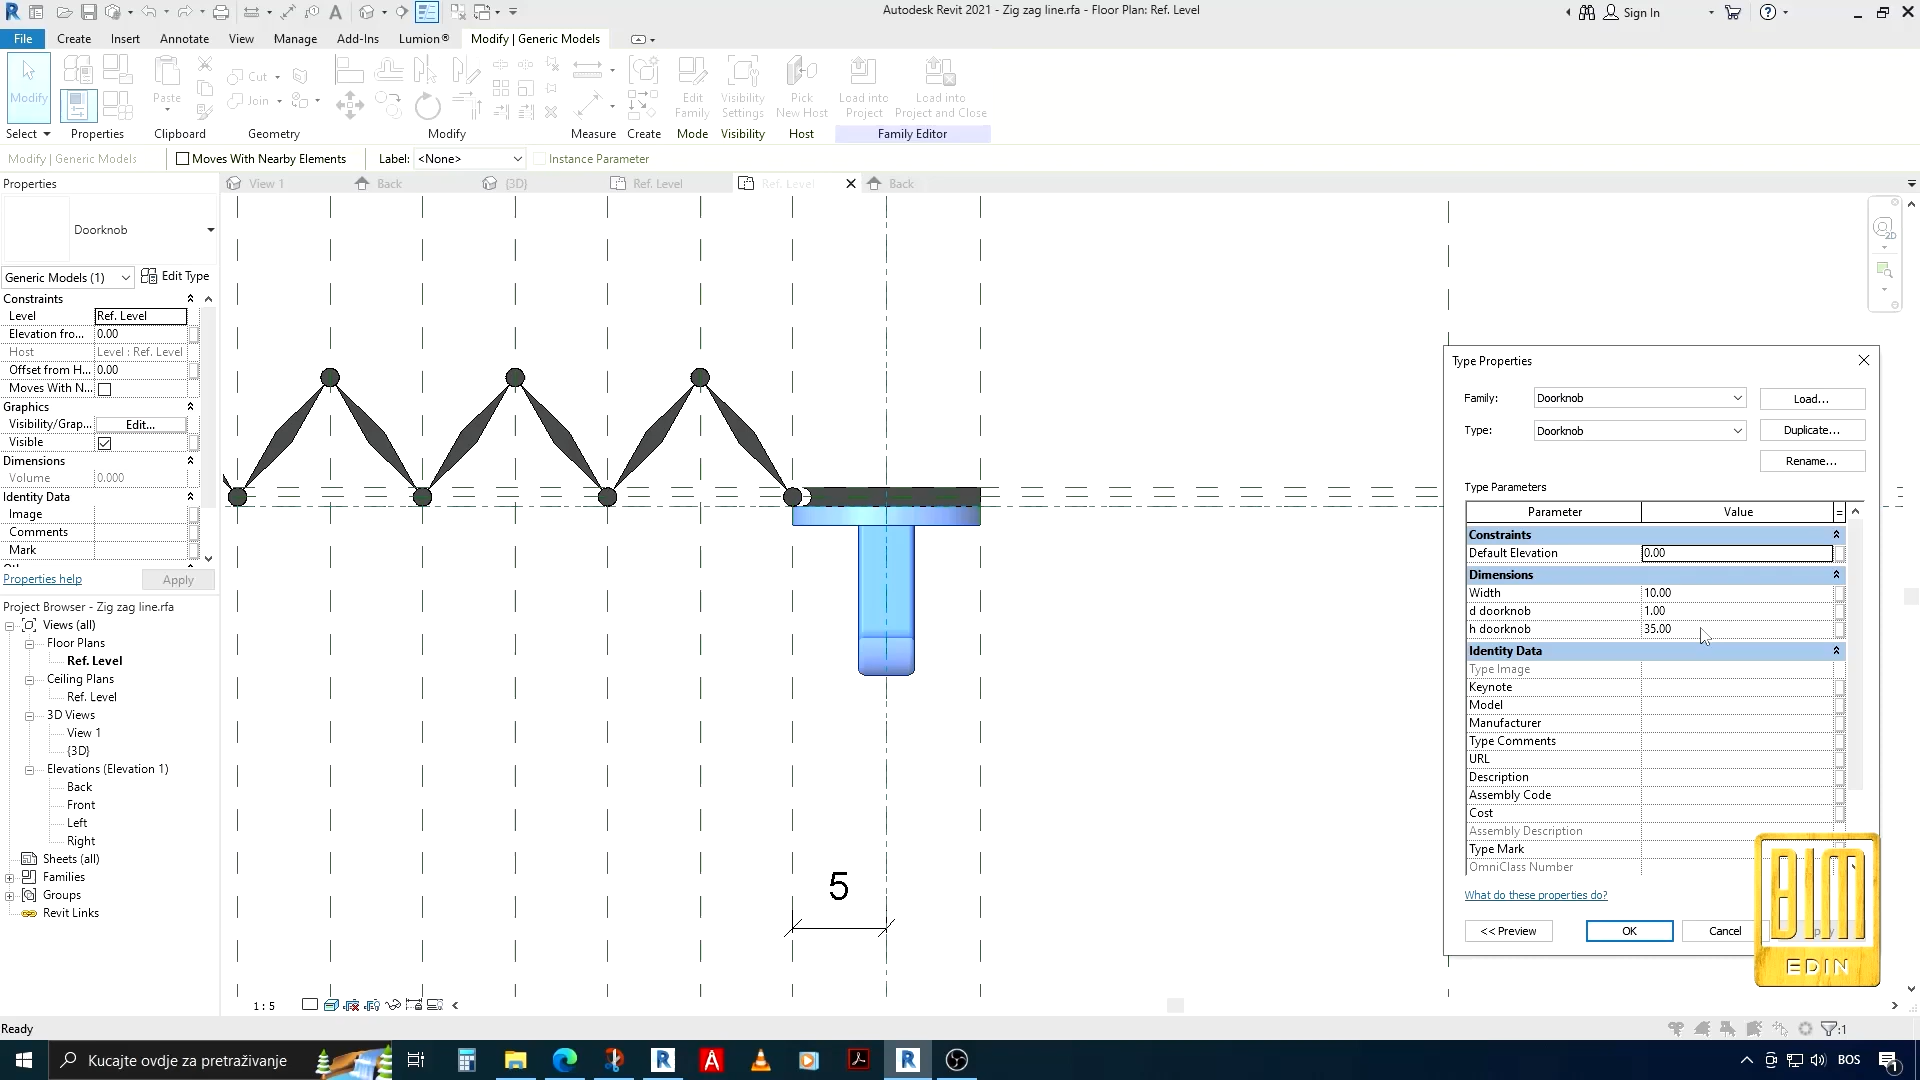 Autodesk Revit 2021 - Zig zag line.rfa - Floor Plan: Ref. Level
Sign In
File Create Insert Annotate View Manage Add-Ins Lumion® Modify | Generic Models
Modify
Paste
Cut
Join
Edit Family
Visibility Settings
Pick New Host
Load into Project
Load into Project and Close
Select Properties Clipboard Geometry Modify Measure Create Mode Visibility Host Family Editor
Modify | Generic Models
Moves With Nearby Elements
Label: <None>
Instance Parameter
Properties
View 1
Back
{3D}
Ref. Level
Ref. Level
Back
Doorknob
Generic Models (1)
Edit Type
Constraints
Level Ref. Level
Elevation fro... 0.00
Host Level : Ref. Level
Offset from H... 0.00
Moves With N...
Graphics
Visibility/Grap... Edit...
Visible
Dimensions
Volume 0.000
Identity Data
Image
Comments
Mark
Properties help
Apply
Project Browser - Zig zag line.rfa
Views (all)
Floor Plans
Ref. Level
Ceiling Plans
Ref. Level
3D Views
View 1
{3D}
Elevations (Elevation 1)
Back
Front
Left
Right
Sheets (all)
Families
Groups
Revit Links
2D
5
Type Properties
Family: Doorknob
Load...
Type: Doorknob
Duplicate...
Rename...
Type Parameters
Parameter Value =
Constraints
Default Elevation 0.00
Dimensions
Width 10.00
d doorknob 1.00
h doorknob 35.00
Identity Data
Type Image
Keynote
Model
Manufacturer
Type Comments
URL
Description
Assembly Code
Cost
Assembly Description
Type Mark
OmniClass Number
What do these properties do?
<< Preview
OK
Cancel
BIM
EDIN
1 : 5
Ready
:1
Kucajte ovdje za pretraživanje
BOS
1